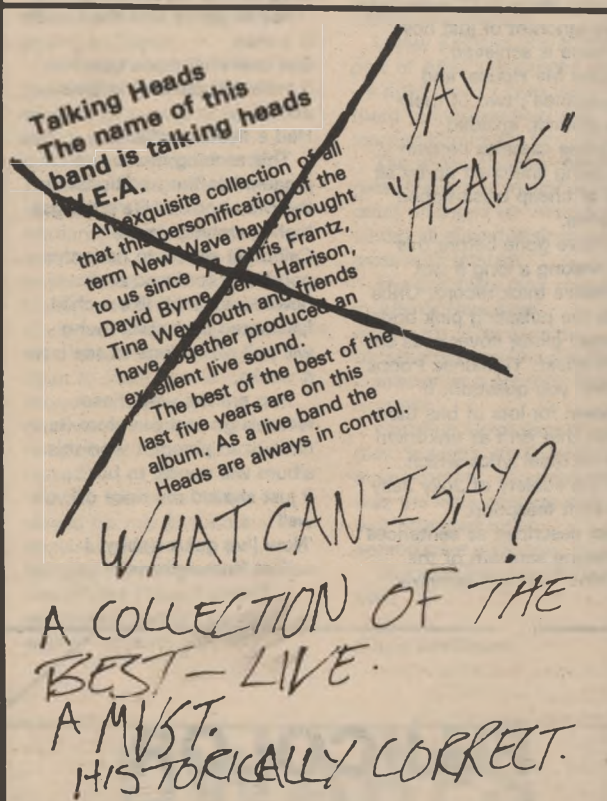 Talking Heads
The name of this
band is talking heads
W.E.A.
An exquisite collection of all
that this personification of the
term New Wave have brought
to us since '77. Chris Frantz,
David Byrne, Jerry Harrison,
Tina Weymouth and friends
have together produced an
excellent live sound.
The best of the best of the
last five years are on this
album. As a live band the
Heads are always in control.
YAY
"HEADS"
WHAT CAN I SAY?
A COLLECTION OF THE
BEST – LIVE.
A MUST.
HISTORICALLY CORRECT.